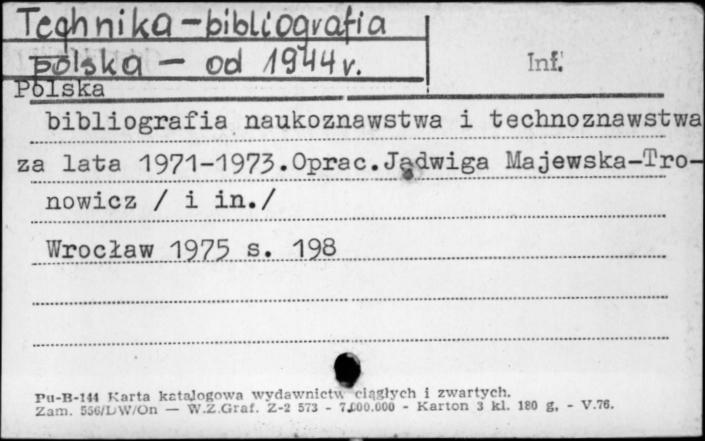 Technika - bibliografia
polska - od 1944 r.
Inf.
Polska
bibliografia naukoznawstwa i technoznawstwa
za lata 1971-1973.Oprac.Jadwiga Majewska-Tro-
nowicz / i in./
Wrocław 1975 s. 198
Pu-B-144 Karta katalogowa wydawnictw ciągłych i zwartych.
Zam. 556/LW/On — W.Z.Graf. Z-2 573 - 7.000.000 - Karton 3 kl. 180 g. - V.76.